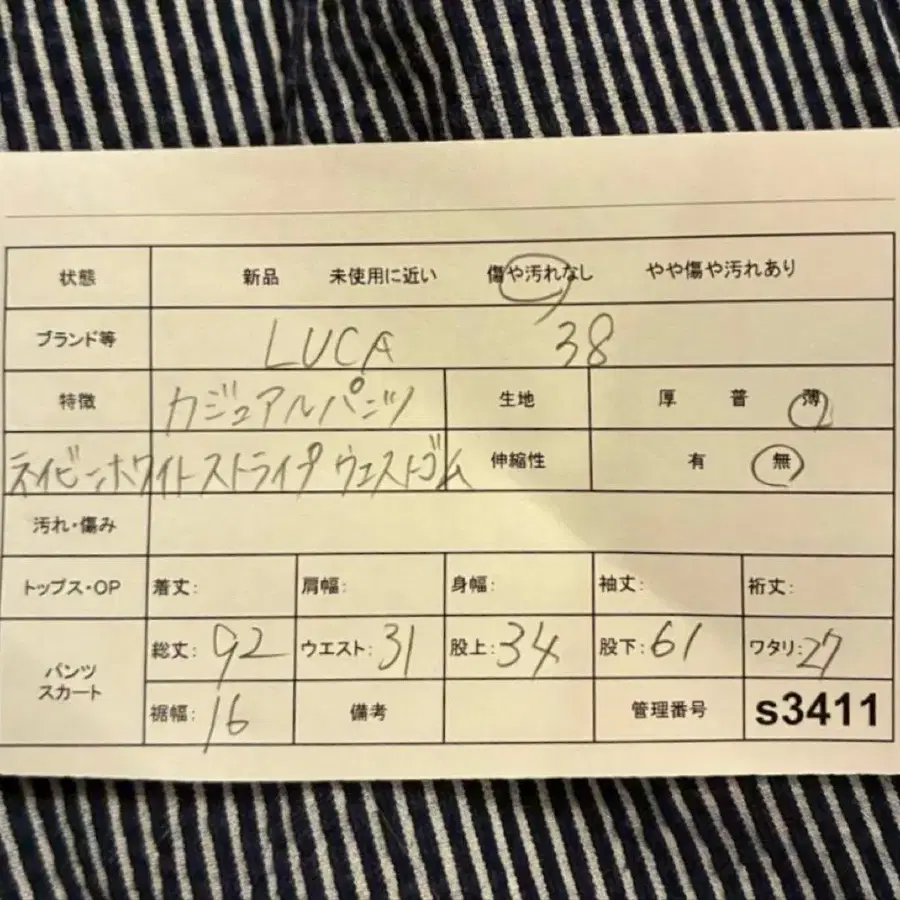 状態 新品 未使用に近い 傷や汚れなし やや傷や汚れあり
ブランド等 LUCA 38
特徴 カジュアルパンツ 生地 厚 普 薄
ネイビーホワイトストライプ ウエストゴム 伸縮性 有 無
汚れ・傷み
トップス・OP 着丈: 肩幅: 身幅: 袖丈: 裄丈:
パンツ スカート 総丈: 92 ウエスト: 31 股上: 34 股下: 61 ワタリ: 27
裾幅: 16 備考 管理番号 s3411